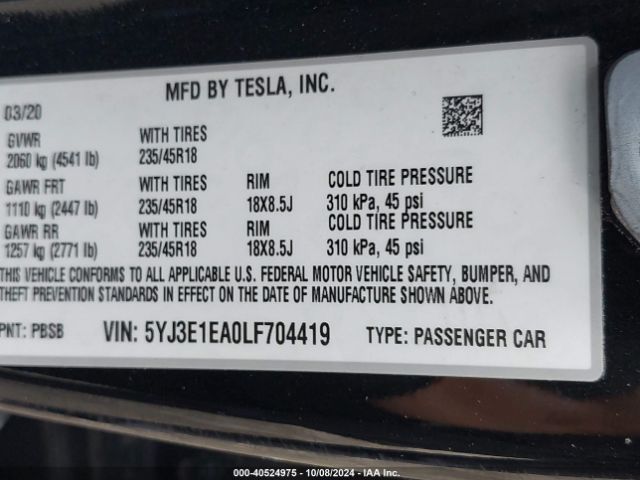 MFD BY TESLA, INC.
03/20
GVWR WITH TIRES
2060 kg (4541 lb) 235/45R18
GAWR FRT WITH TIRES RIM COLD TIRE PRESSURE
1110 kg (2447 lb) 235/45R18 18X8.5J 310 kPa, 45 psi
GAWR RR WITH TIRES RIM COLD TIRE PRESSURE
1257 kg (2771 lb) 235/45R18 18X8.5J 310 kPa, 45 psi
THIS VEHICLE CONFORMS TO ALL APPLICABLE U.S. FEDERAL MOTOR VEHICLE SAFETY, BUMPER, AND
THEFT PREVENTION STANDARDS IN EFFECT ON THE DATE OF MANUFACTURE SHOWN ABOVE.
PNT: PBSB VIN: 5YJ3E1EA0LF704419 TYPE: PASSENGER CAR
000-40524975 - 10/08/2024 - IAA Inc.